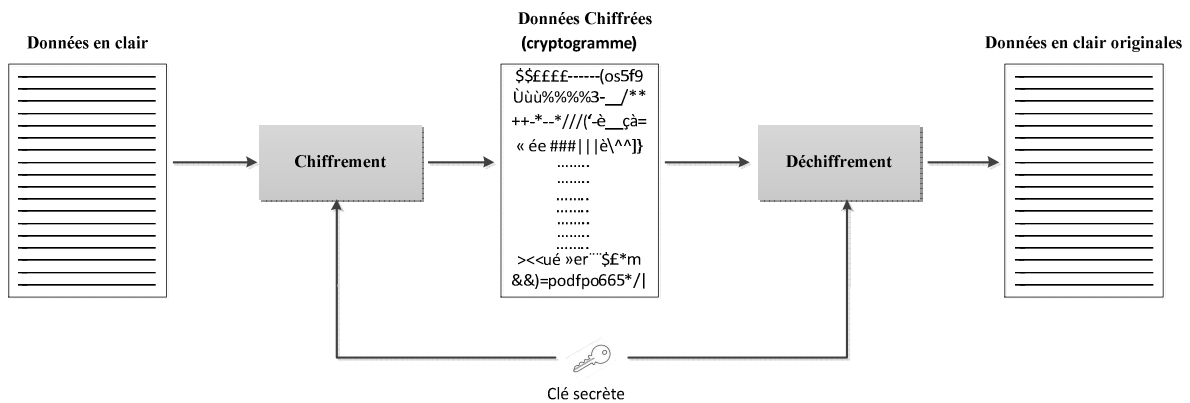 Données en clair
Données Chiffrées
(cryptogramme)
Données en clair originales
$$££££------(os5f9
Ùùù%%%%3-__/**
++-*--*///(‘-è__çà=
« ée ###|||è\^^]}
........
........
........
........
........
........
........
><<ué »er¨¨$£*m
&&)=podfpo665*/|
Chiffrement
Déchiffrement
Clé secrète